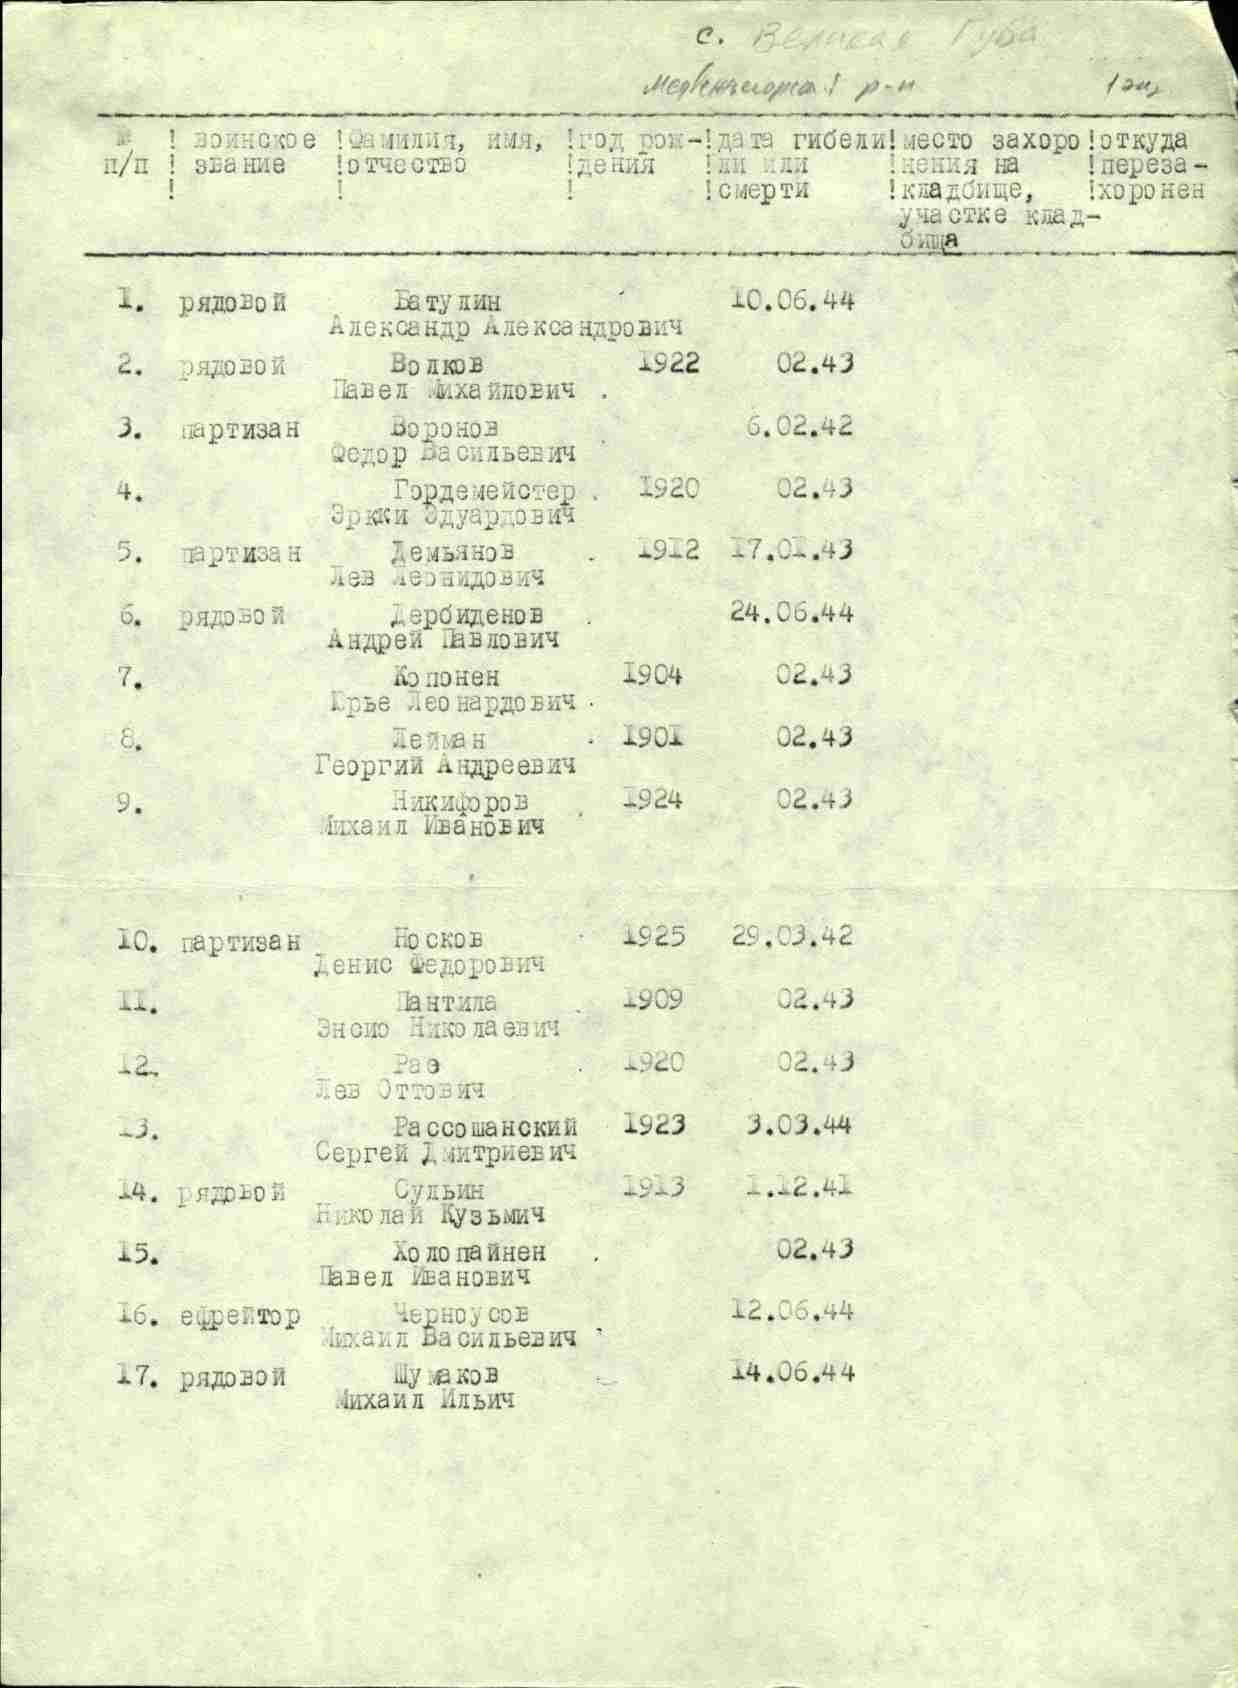 с. Великая Губа
Медвежьегорский р-н 1 экз
№ ! воинское !Фамилия, имя, !год рож-!дата гибели!место захоро!откуда
п/п ! звание !отчество !дения !ли или !нения на !переза-
! ! ! !смерти !кладбище, !хоронен
участке клад-
бища
1. рядовой Батулин 10.06.44
Александр Александрович
2. рядовой Волков 1922 02.43
Павел Михайлович
3. партизан Воронов 6.02.42
Федор Васильевич
4. Гордемейстер 1920 02.43
Эркки Эдуардович
5. партизан Демьянов 1912 17.01.43
Лев Леонидович
6. рядовой Дербиденов 24.06.44
Андрей Павлович
7. Копонен 1904 02.43
Юрье Леонардович
8. Лейман 1901 02.43
Георгий Андреевич
9. Никифоров 1924 02.43
Михаил Иванович
10. партизан Носков 1925 29.03.42
Денис Федорович
11. Пантила 1909 02.43
Энсио Николаевич
12. Раэ 1920 02.43
Лев Оттович
13. Рассошанский 1923 3.03.44
Сергей Дмитриевич
14. рядовой Судьин 1913 1.12.41
Николай Кузьмич
15. Холопайнен 02.43
Павел Иванович
16. ефрейтор Черноусов 12.06.44
Михаил Васильевич
17. рядовой Шумаков 14.06.44
Михаил Ильич